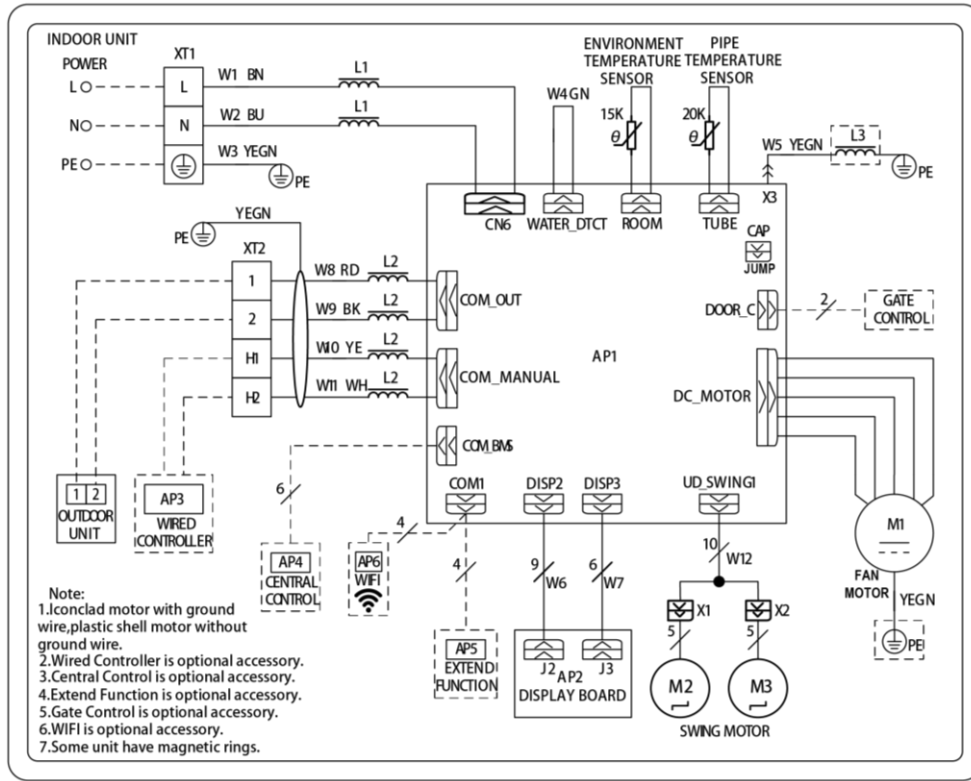 INDOOR UNIT
POWER
XT1
L
L
W1 BN
L1
N
N
W2 BU
L1
PE
W3 YEGN
PE
ENVIRONMENT
TEMPERATURE
SENSOR
PIPE
TEMPERATURE
SENSOR
W4GN
15K
θ
20K
θ
W5 YEGN
L3
PE
X3
CN6
WATER_DTCT
ROOM
TUBE
CAP
JUMP
YEGN
PE
XT2
1
W8 RD
L2
2
W9 BK
L2
COM_OUT
H1
W10 YE
L2
H2
W11 WH
L2
COM_MANUAL
COM_BMS
AP1
DOOR_C
2
GATE
CONTROL
DC_MOTOR
1 2
OUTDOOR
UNIT
AP3
WIRED
CONTROLLER
6
AP4
CENTRAL
CONTROL
COM1
4
AP6
WIFI
4
AP5
EXTEND
FUNCTION
DISP2
DISP3
9
W6
6
W7
J2
J3
AP2
DISPLAY BOARD
UD_SWING1
10
W12
X1
X2
5
5
M2
M3
SWING MOTOR
M1
FAN
MOTOR
YEGN
PE
Note:
1.Iconclad motor with ground
wire,plastic shell motor without
ground wire.
2.Wired Controller is optional accessory.
3.Central Control is optional accessory.
4.Extend Function is optional accessory.
5.Gate Control is optional accessory.
6.WIFI is optional accessory.
7.Some unit have magnetic rings.